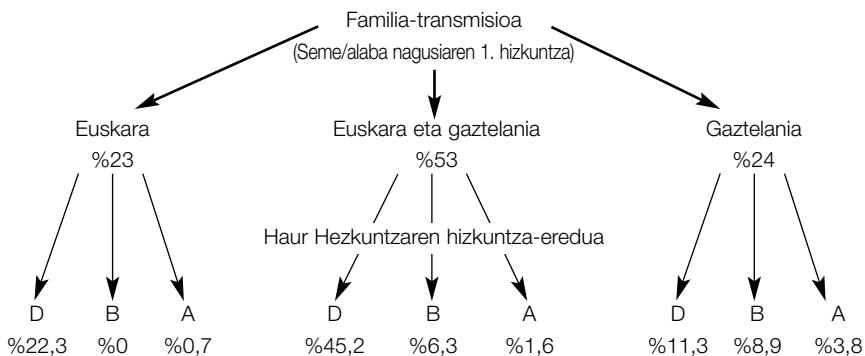 Familia-transmisioa
(Seme/alaba nagusiaren 1. hizkuntza)
Euskara Euskara eta gaztelania Gaztelania
%23 %53 %24
Haur Hezkuntzaren hizkuntza-eredua
D B A D B A D B A
%22,3 %0 %0,7 %45,2 %6,3 %1,6 %11,3 %8,9 %3,8